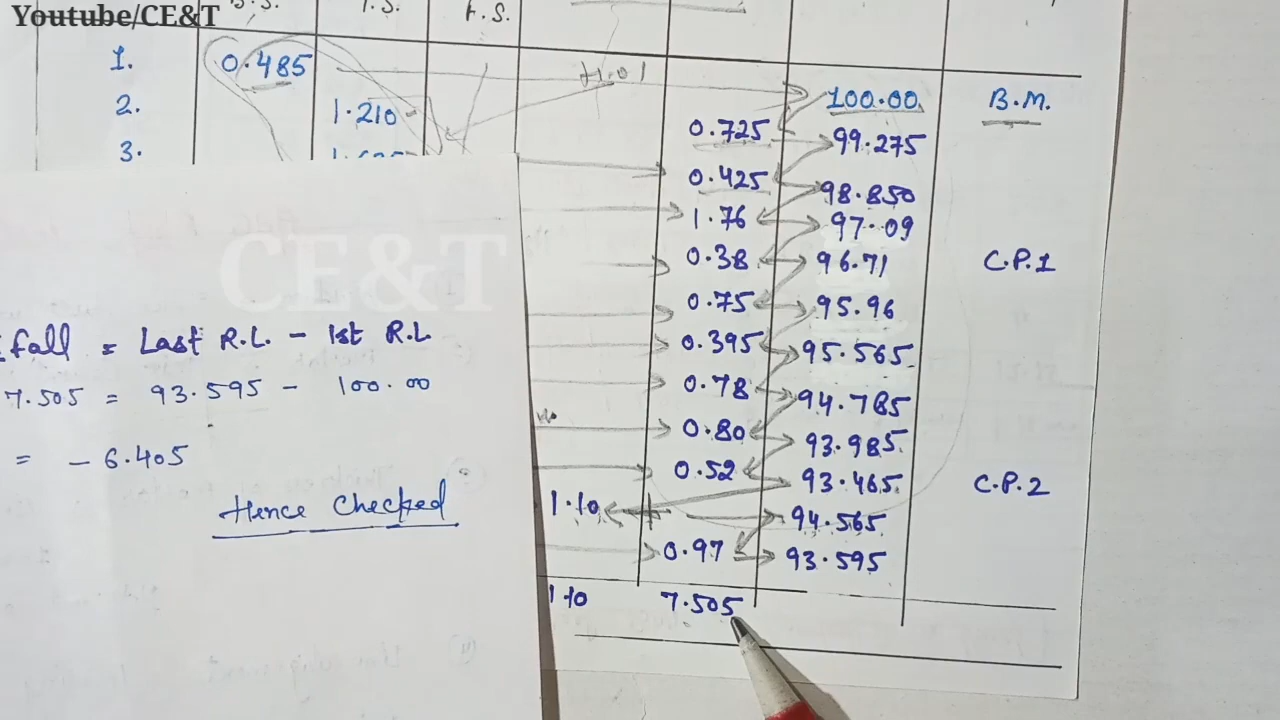 Youtube/CE&T
I.S.
F.S.
1. 0.485 100.00 B.M.
2. 1.210 0.725 99.275
3. 0.425 98.850
1.76 97.09
0.38 96.71 C.P.1
0.75 95.96
0.395 95.565
0.78 94.785
0.80 93.985
0.52 93.465 C.P.2
1.10 94.565
0.97 93.595
1.10 7.505
CE&T
fall = Last R.L. - 1st R.L
7.505 = 93.595 - 100.00
= - 6.405
Hence Checked